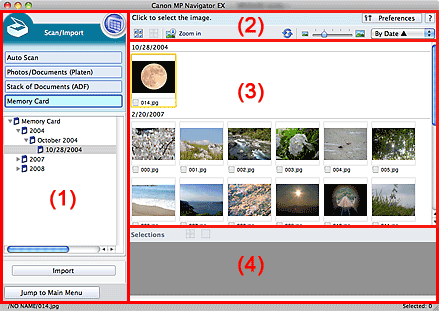 Canon MP Navigator EX
Scan/Import
Click to select the image.
(2)
Preferences
?
Zoom in
By Date ▲
Auto Scan
Photos/Documents (Platen)
Stack of Documents (ADF)
Memory Card
10/28/2004
(3)
014.jpg
2/20/2007
Memory Card
2004
October 2004
10/28/2004
2007
2008
(1)
000.jpg
001.jpg
002.jpg
003.jpg
004.jpg
005.jpg
Selections
(4)
Import
Jump to Main Menu
/NO NAME/014.jpg
Selected: 0